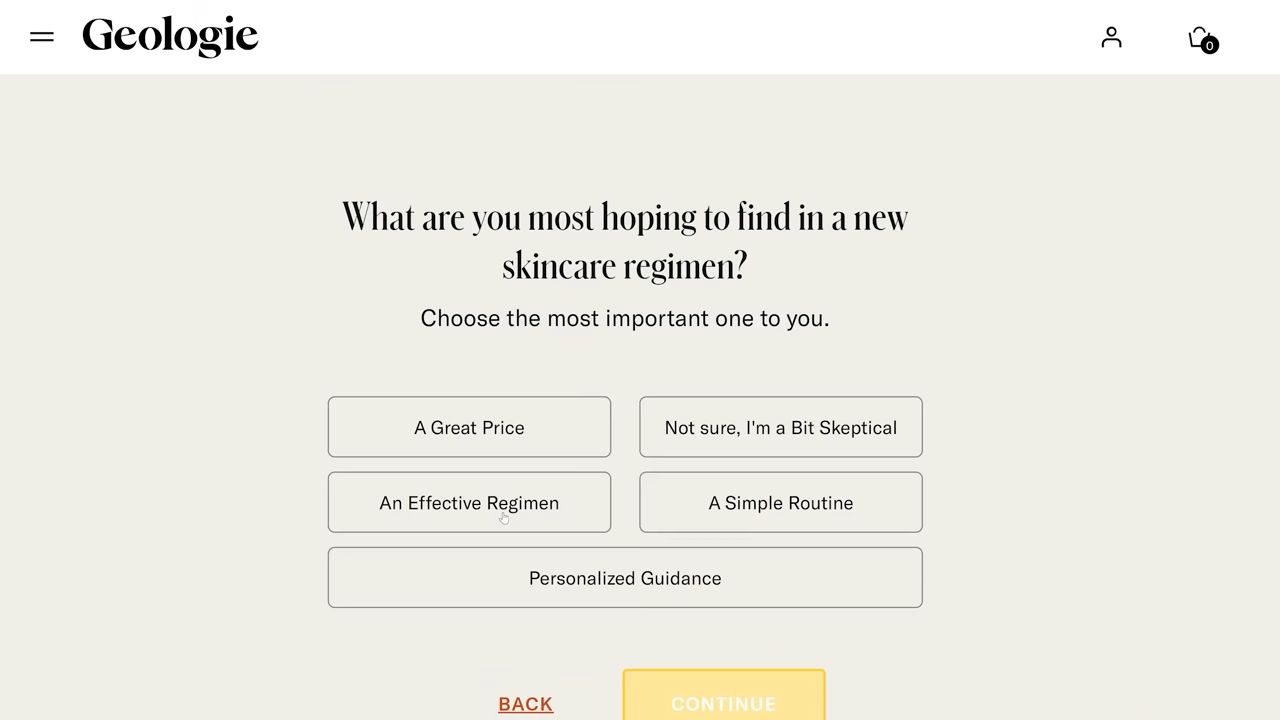 Geologie
0
What are you most hoping to find in a new
skincare regimen?
Choose the most important one to you.
A Great Price
Not sure, I'm a Bit Skeptical
An Effective Regimen
A Simple Routine
Personalized Guidance
BACK
CONTINUE